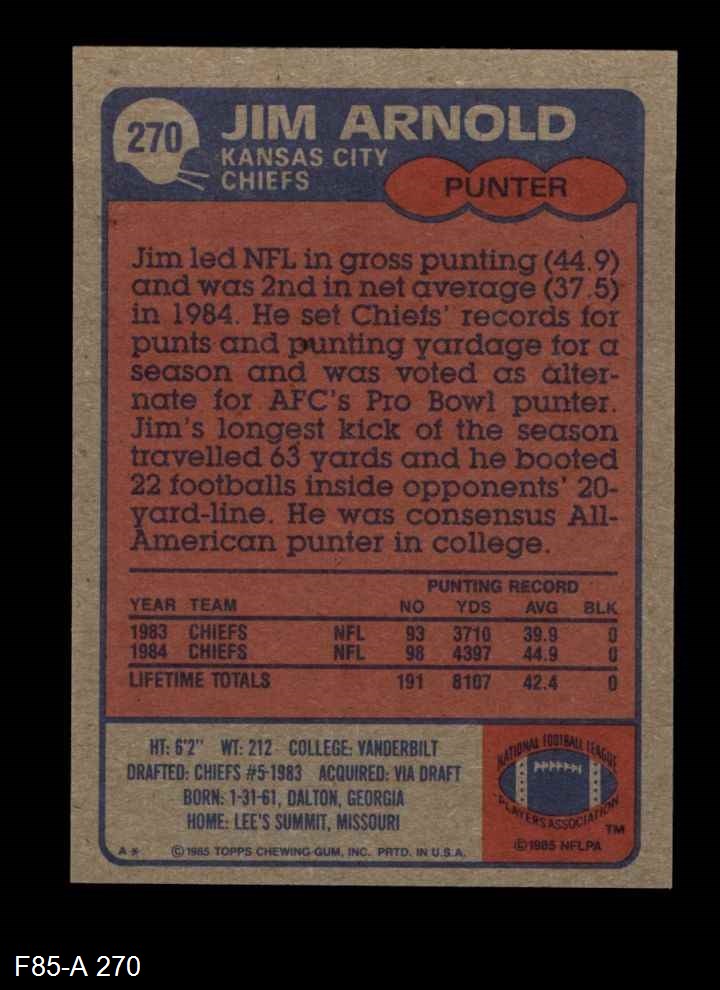 270
JIM ARNOLD
KANSAS CITY
CHIEFS
PUNTER
Jim led NFL in gross punting (44.9)
and was 2nd in net average (37.5)
in 1984. He set Chiefs' records for
punts and punting yardage for a
season and was voted as alter-
nate for AFC's Pro Bowl punter.
Jim's longest kick of the season
travelled 63 yards and he booted
22 footballs inside opponents' 20-
yard-line. He was consensus All-
American punter in college.
PUNTING RECORD
YEAR TEAM NO YDS AVG BLK
1983 CHIEFS NFL 93 3710 39.9 0
1984 CHIEFS NFL 98 4397 44.9 0
LIFETIME TOTALS 191 8107 42.4 0
HT: 6'2" WT: 212 COLLEGE: VANDERBILT
DRAFTED: CHIEFS #5-1983 ACQUIRED: VIA DRAFT
BORN: 1-31-61, DALTON, GEORGIA
HOME: LEE'S SUMMIT, MISSOURI
A* © 1985 TOPPS CHEWING GUM, INC. PRTD. IN U.S.A.
NATIONAL FOOTBALL LEAGUE
PLAYERS ASSOCIATION
TM
© 1985 NFLPA
F85-A 270